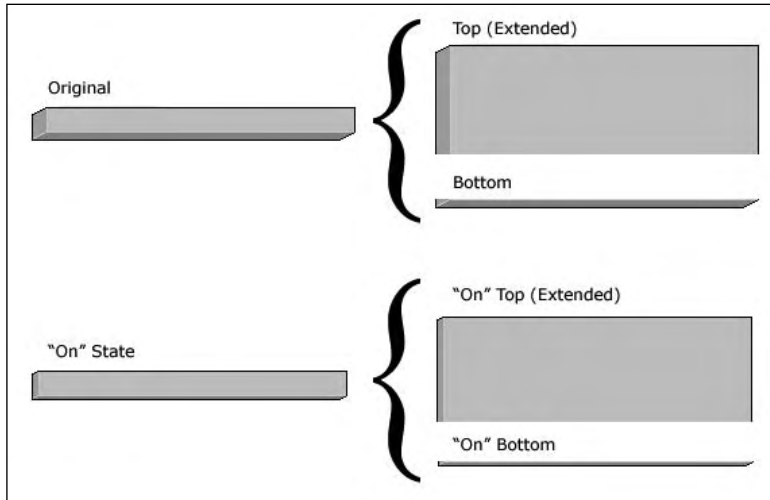 Top (Extended)
Original
Bottom
“On” Top (Extended)
“On” State
“On” Bottom